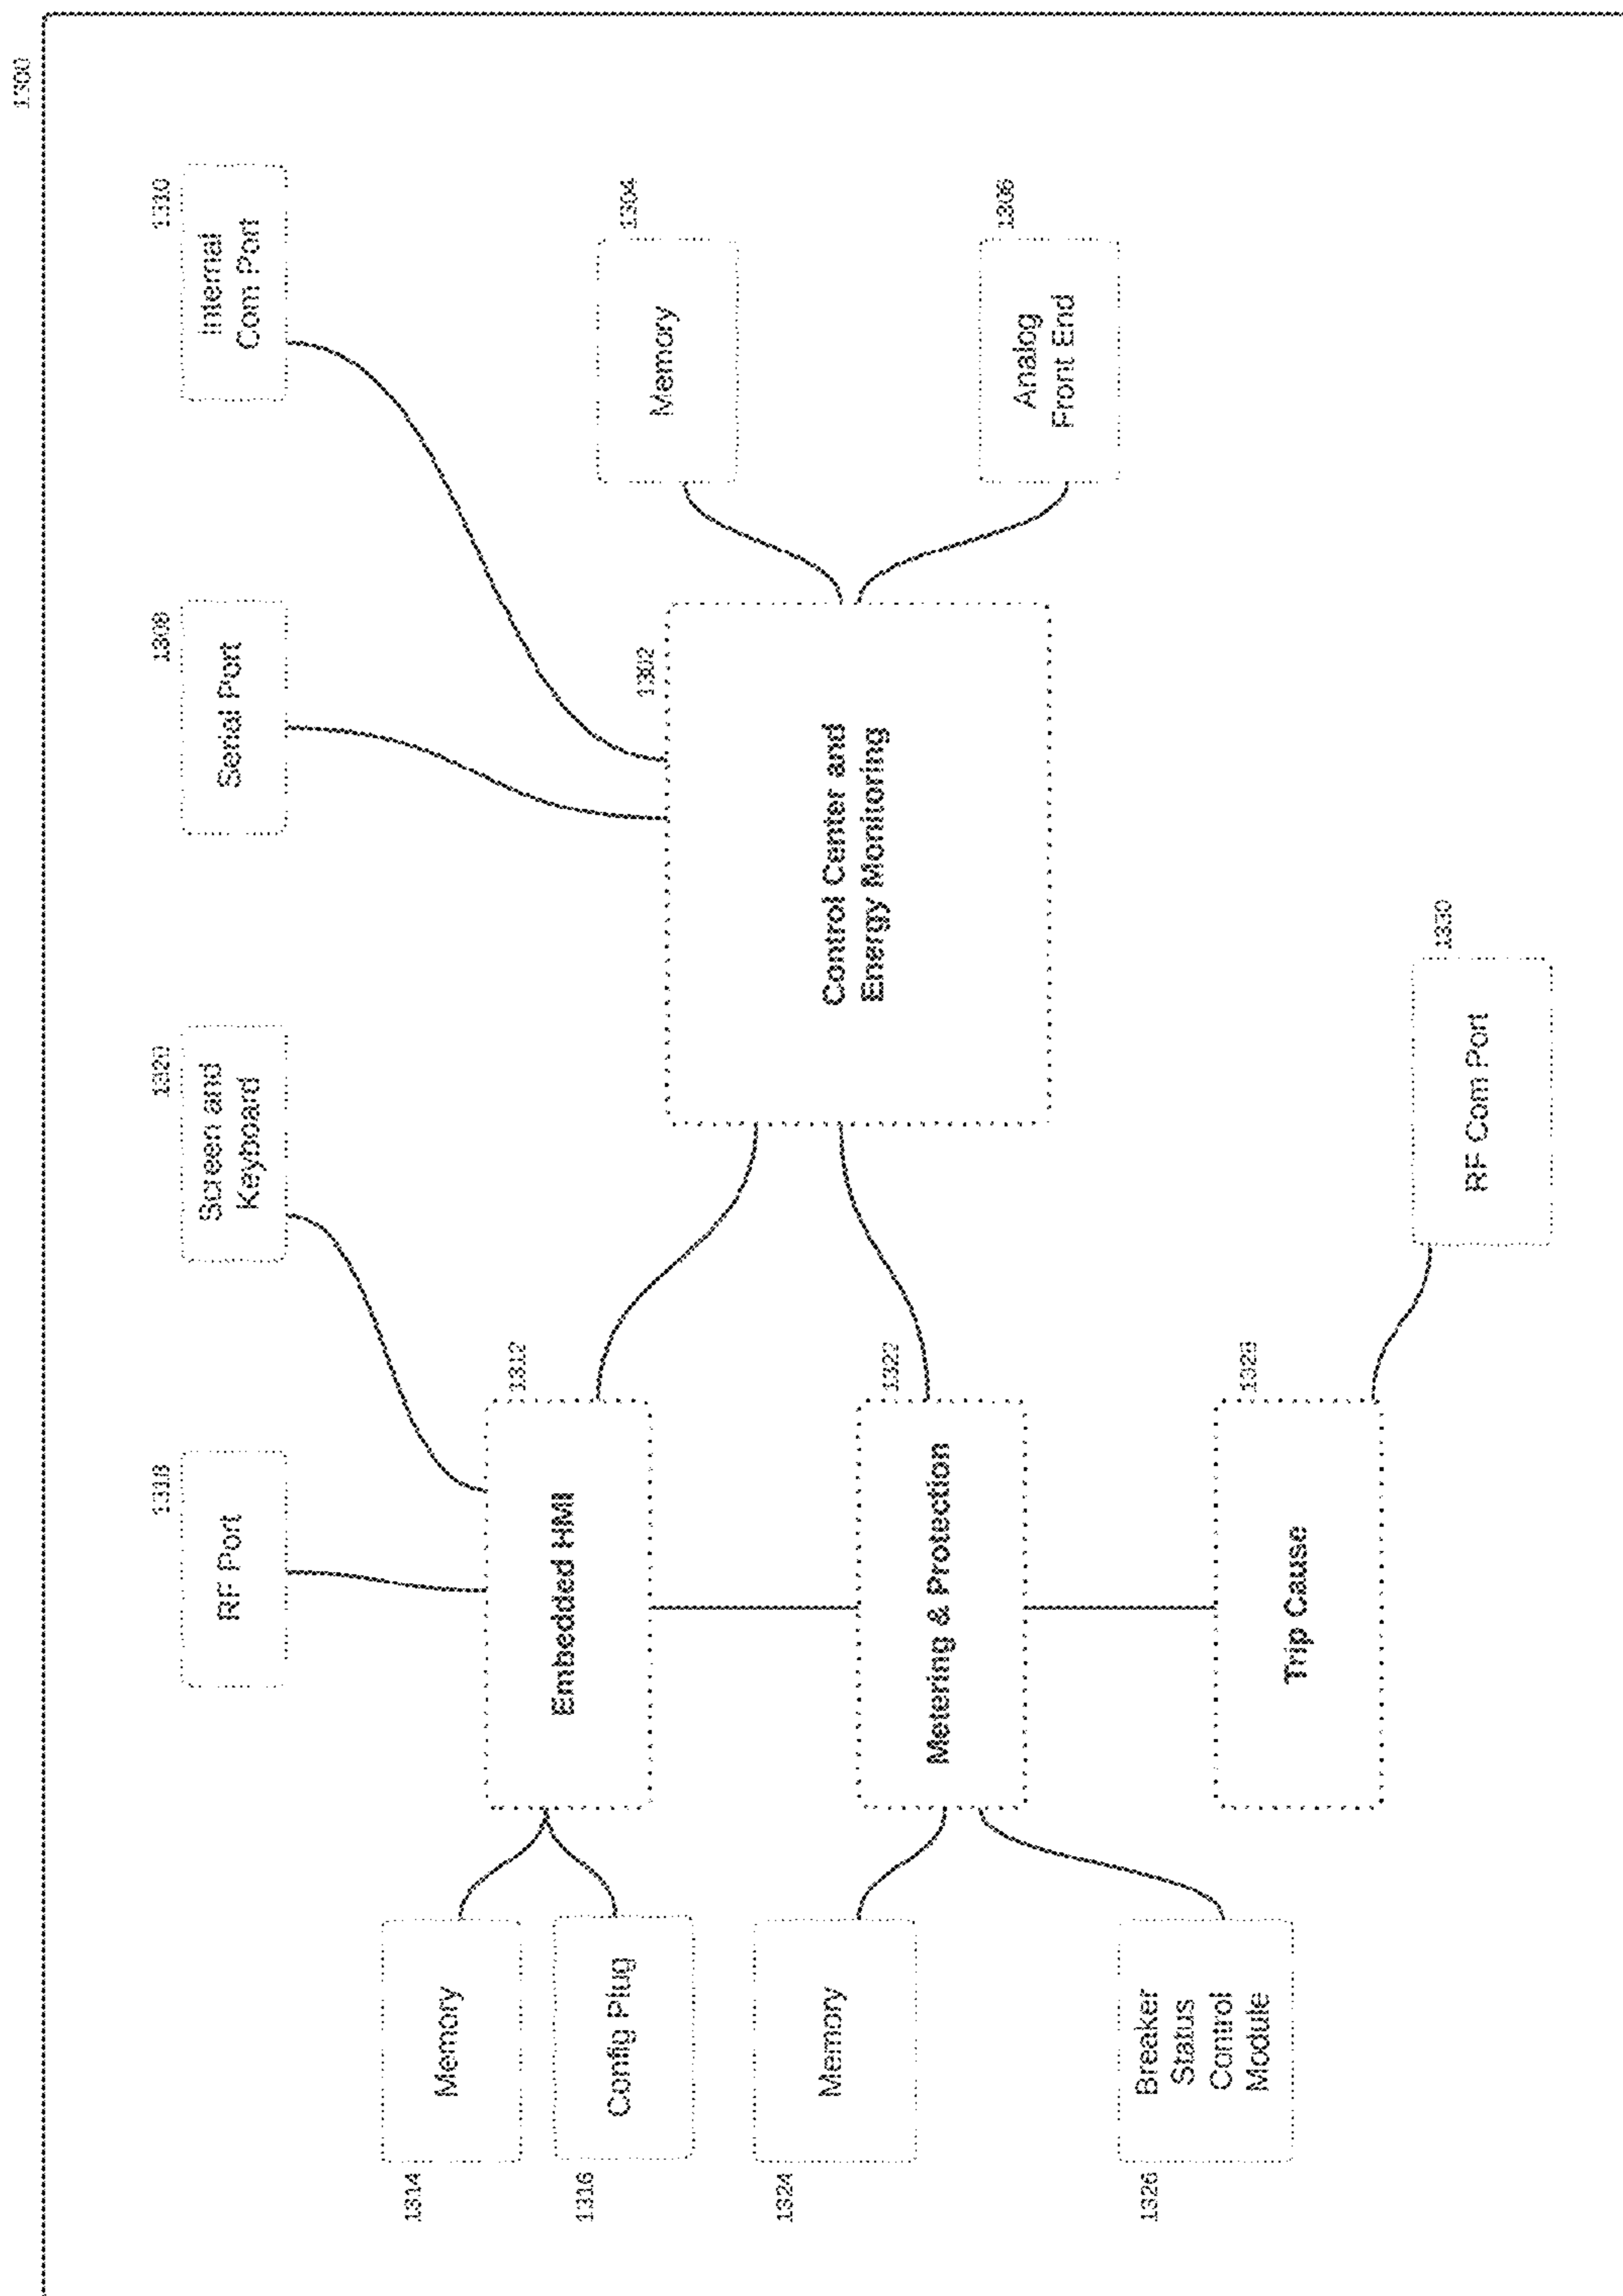 1300
1318
RF Port
1320
Screen and
Keyboard
1308
Serial Port
1310
Internal
Com Port
1314
Memory
1316
Config Plug
1312
Embedded HMI
1302
Control Center and
Energy Monitoring
1304
Memory
1306
Analog
Front End
1324
Memory
1322
Metering & Protection
1326
Breaker
Status
Control
Module
1328
Trip Cause
1330
RF Com Port